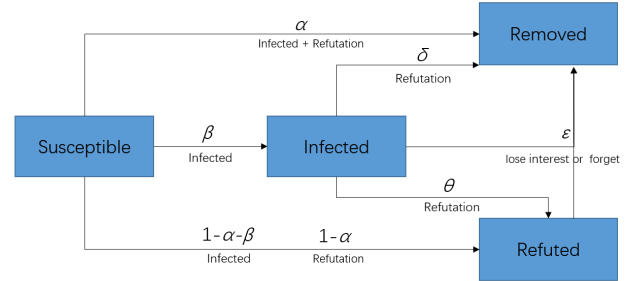 α
Infected + Refutation
Removed
δ
Refutation
Susceptible
β
Infected
Infected
ε
lose interest or forget
θ
Refutation
1-α-β
Infected
1-α
Refutation
Refuted